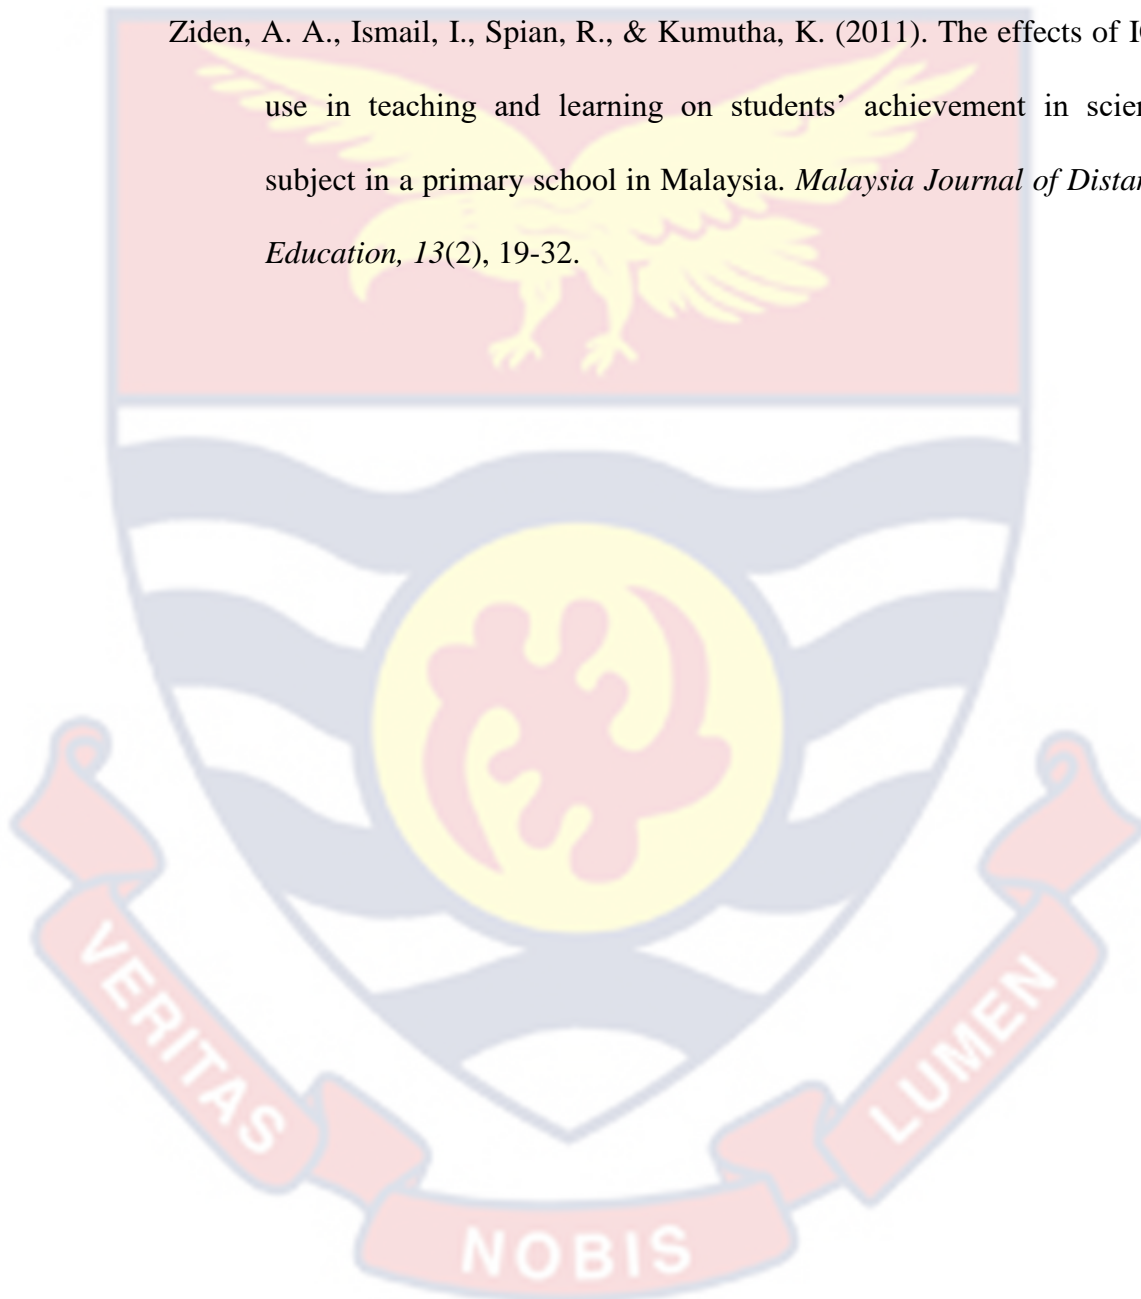 Ziden, A. A., Ismail, I., Spian, R., & Kumutha, K. (2011). The effects of
use in teaching and learning on students’ achievement in
subject in a primary school in Malaysia. Malaysia Journal of
Education, 13(2), 19-32.
VERITAS
NOBIS
LUMEN